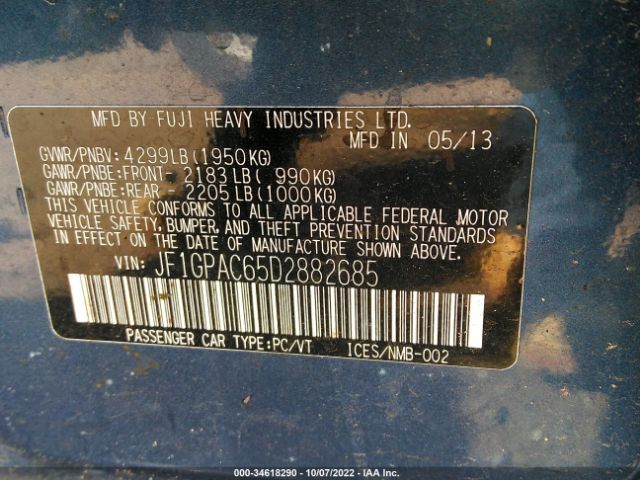 MFD BY FUJI HEAVY INDUSTRIES LTD.
MFD IN 05/13
GVWR/PNBV: 4299LB(1950KG)
GAWR/PNBE:FRONT- 2183LB( 990KG)
GAWR/PNBE:REAR - 2205LB(1000KG)
THIS VEHICLE CONFORMS TO ALL APPLICABLE FEDERAL MOTOR
VEHICLE SAFETY, BUMPER, AND THEFT PREVENTION STANDARDS
IN EFFECT ON THE DATE OF MANUFACTURE SHOWN ABOVE.
VIN: JF1GPAC65D2882685
PASSENGER CAR TYPE:PC/VT ICES/NMB-002
000-34618290 - 10/07/2022 - IAA Inc.